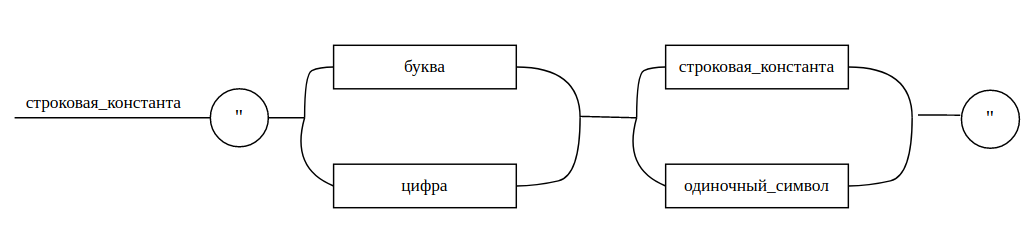 строковая_константа
"
буква
цифра
строковая_константа
одиночный_символ
"